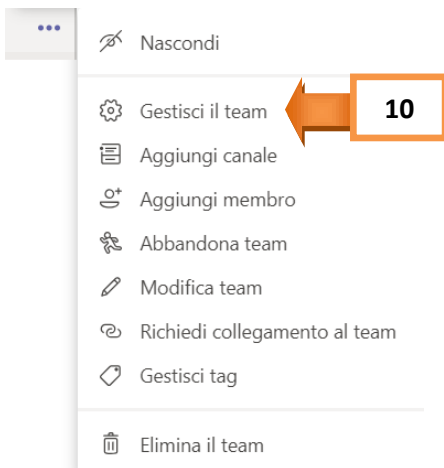 Nascondi
Gestisci il team 10
Aggiungi canale
Aggiungi membro
Abbandona team
Modifica team
Richiedi collegamento al team
Gestisci tag
Elimina il team